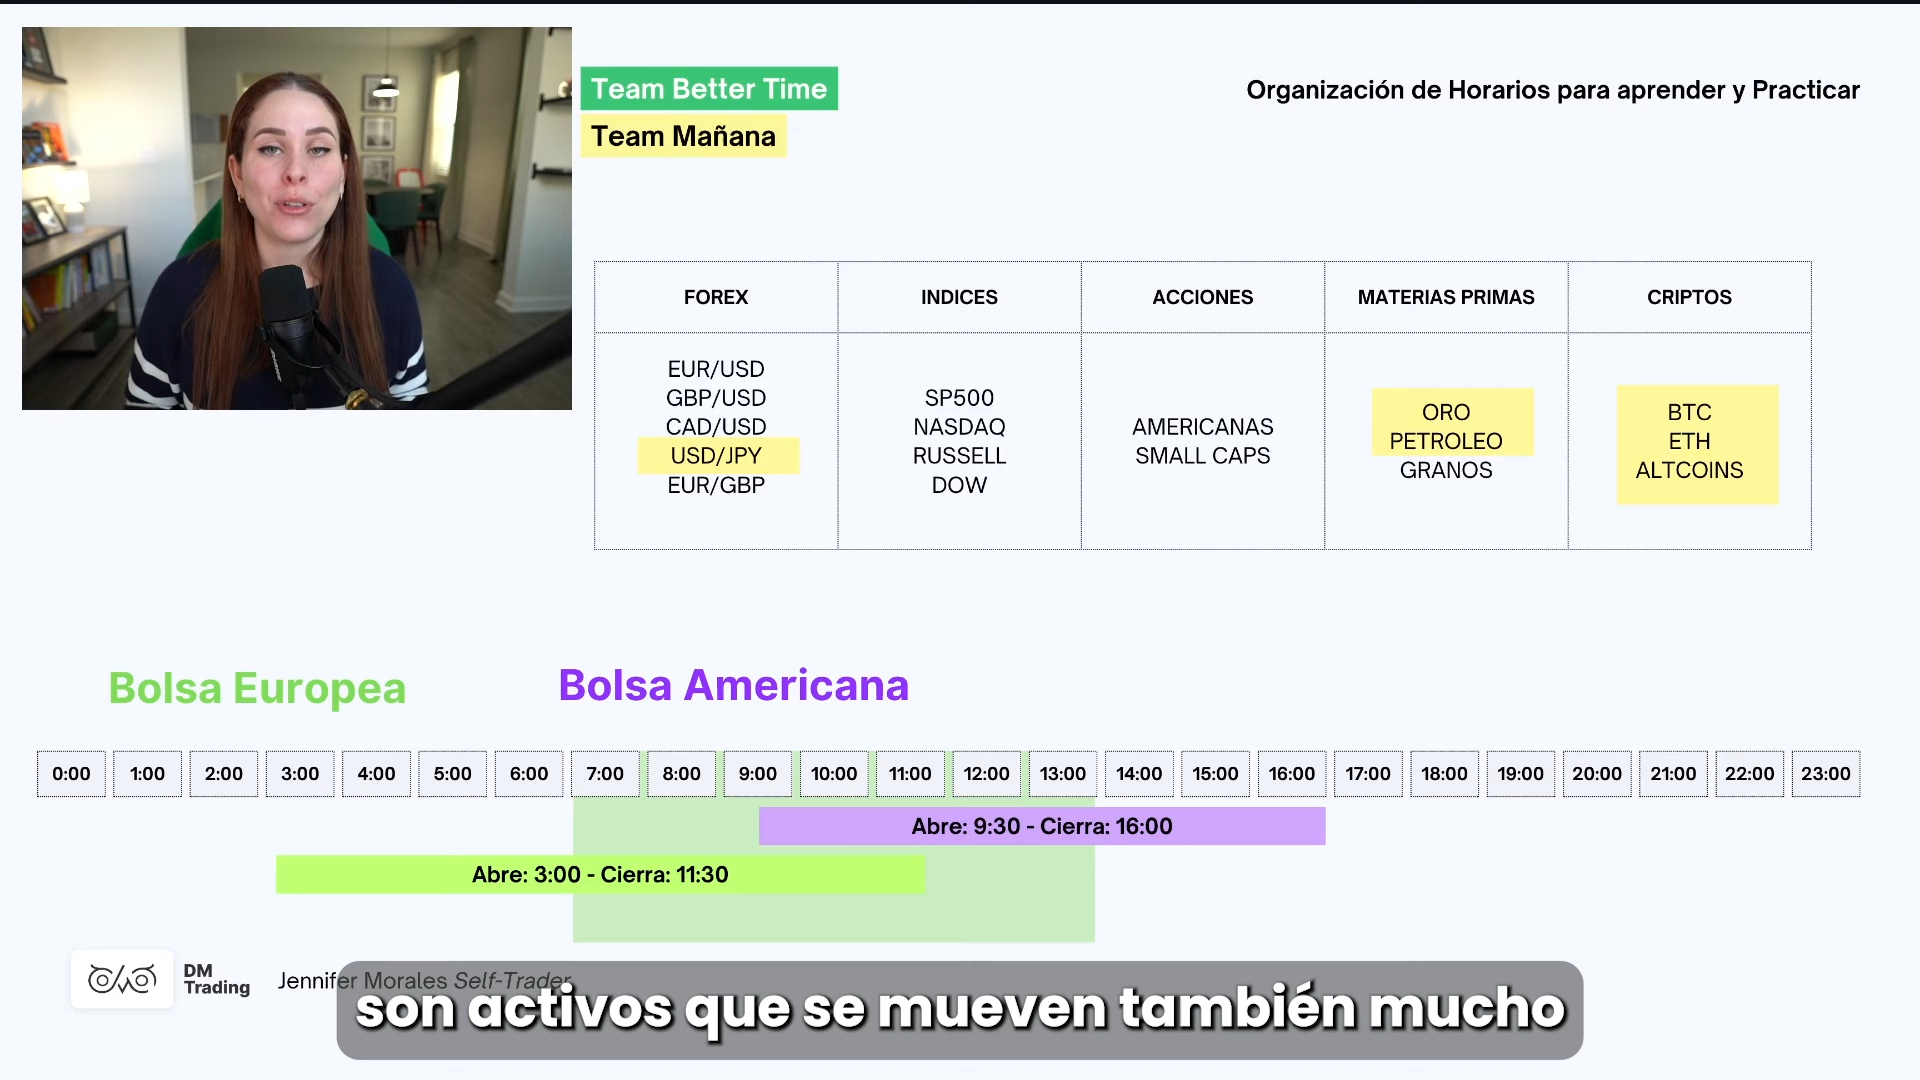 Team Better Time
Team Mañana
Organización de Horarios para aprender y Practicar
FOREX
INDICES
ACCIONES
MATERIAS PRIMAS
CRIPTOS
EUR/USD
GBP/USD
CAD/USD
USD/JPY
EUR/GBP
SP500
NASDAQ
RUSSELL
DOW
AMERICANAS
SMALL CAPS
ORO
PETROLEO
GRANOS
BTC
ETH
ALTCOINS
Bolsa Europea
Bolsa Americana
0:00 1:00 2:00 3:00 4:00 5:00 6:00 7:00 8:00 9:00 10:00 11:00 12:00 13:00 14:00 15:00 16:00 17:00 18:00 19:00 20:00 21:00 22:00 23:00
Abre: 9:30 - Cierra: 16:00
Abre: 3:00 - Cierra: 11:30
DM
Trading
Jennifer Morales Self-Trader
son activos que se mueven también mucho